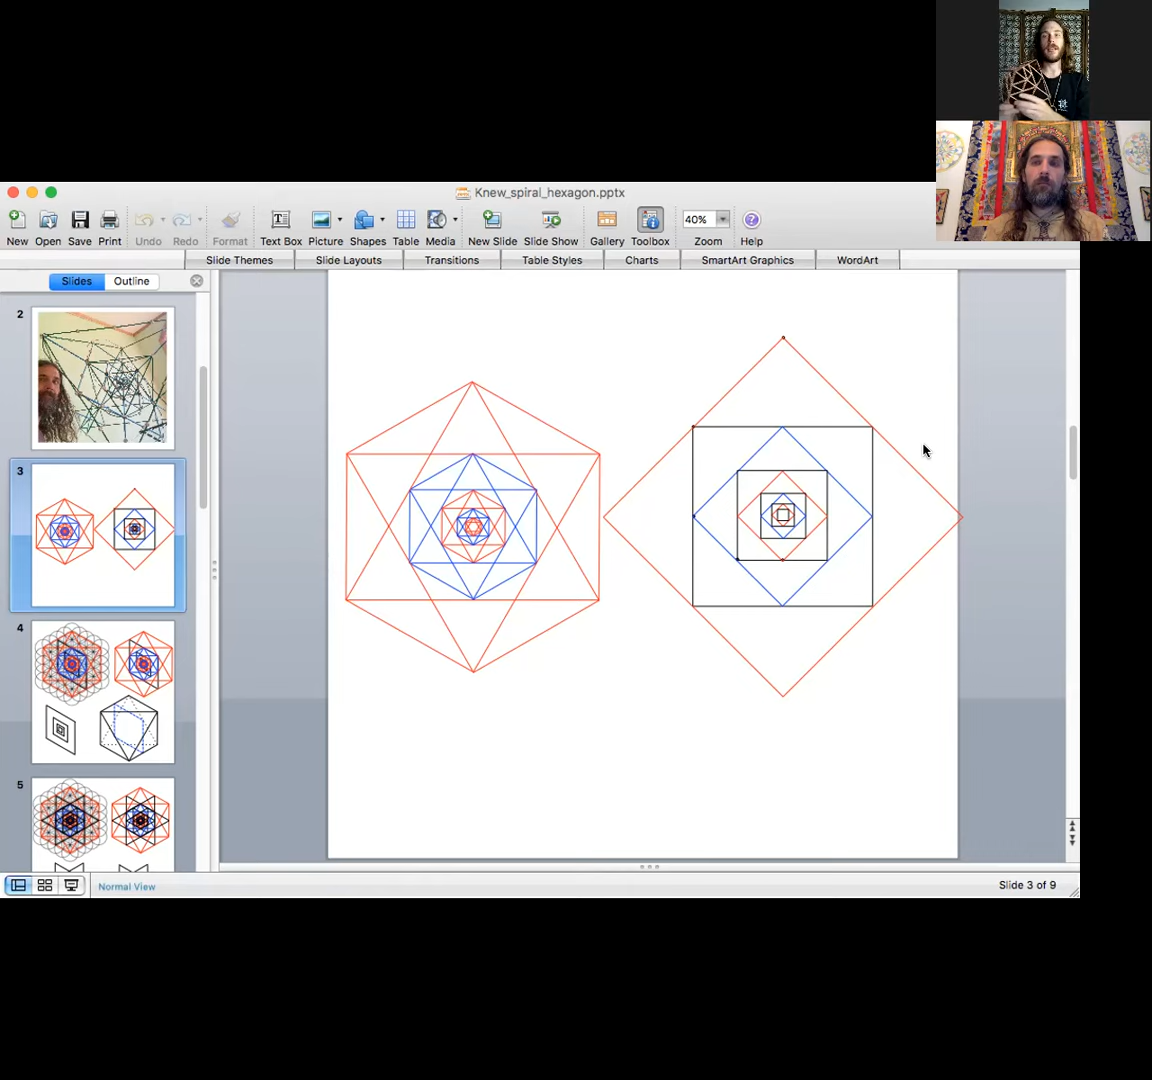 Knew_spiral_hexagon.pptx
New Open Save Print Undo Redo Format Text Box Picture Shapes Table Media New Slide Slide Show Gallery Toolbox 40% Zoom Help
Slide Themes Slide Layouts Transitions Table Styles Charts SmartArt Graphics WordArt
Slides Outline
2
3
4
5
Normal View Slide 3 of 9